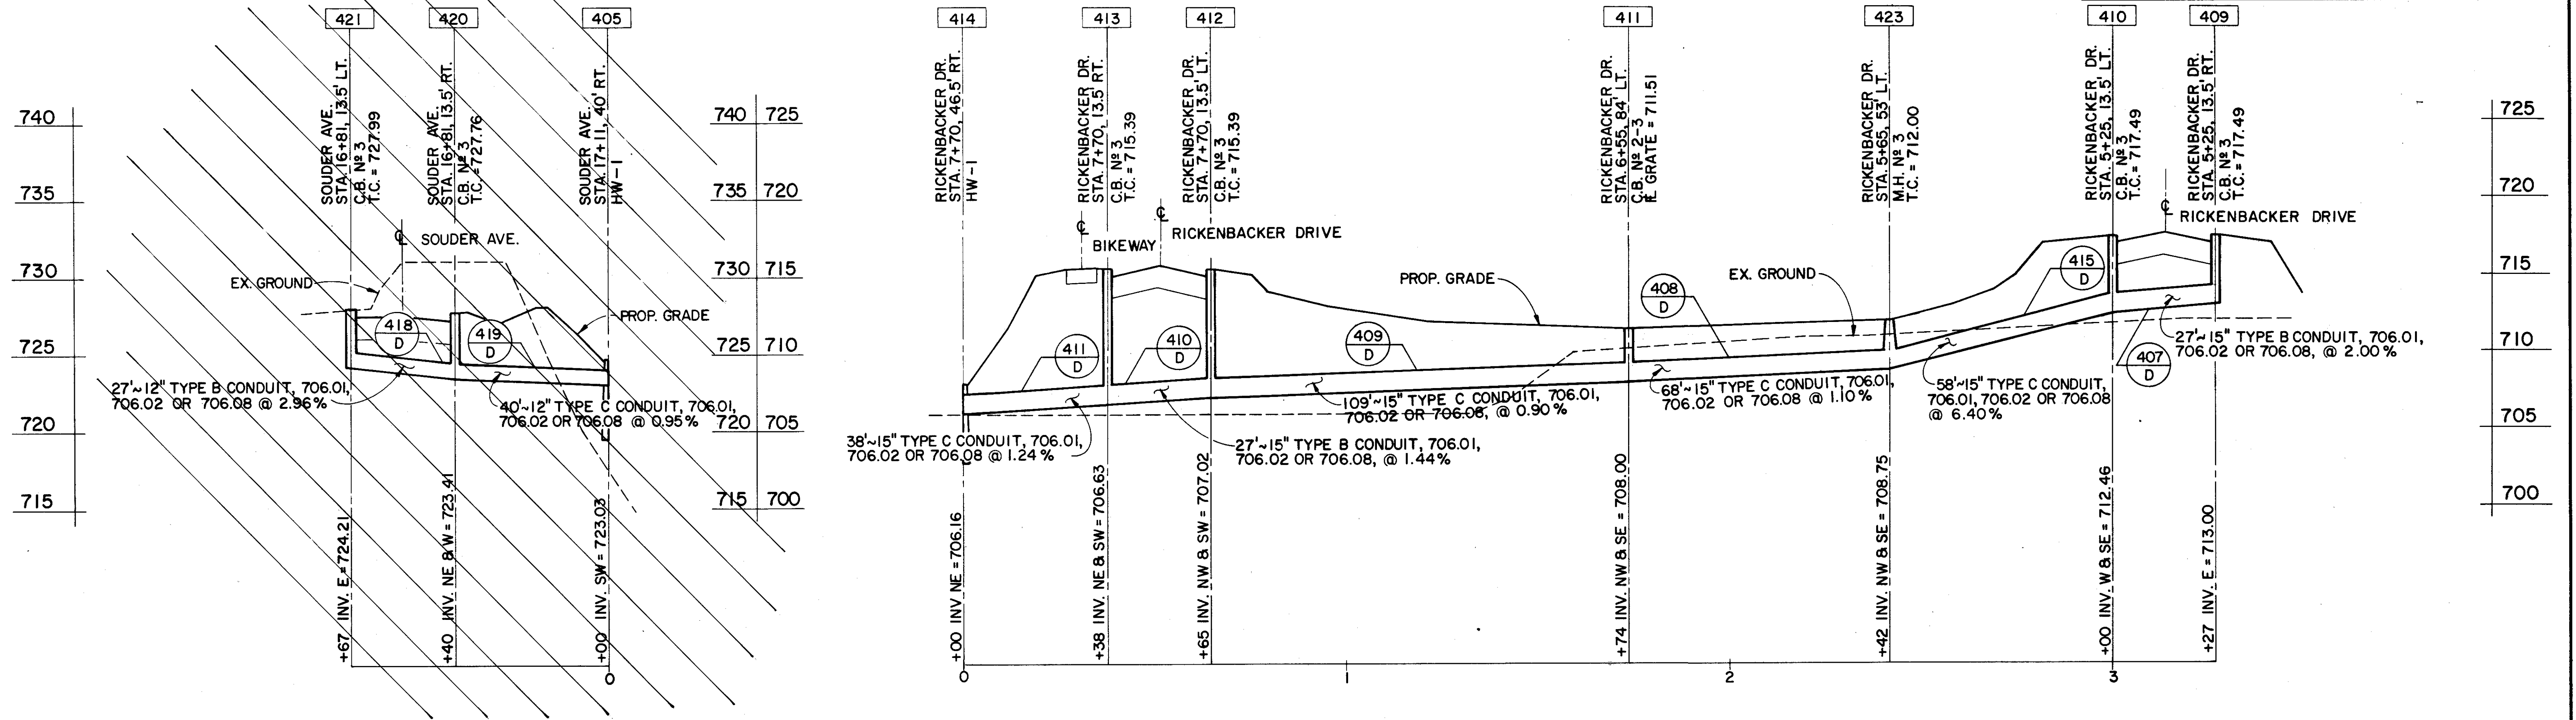 421
420
405
SOUDER AVE.
STA. 16+81, 13.5' LT.
C.B. Nº 3
T.C. = 727.99
SOUDER AVE.
STA. 16+81, 13.5' RT.
C.B. Nº 3
T.C. = 727.76
SOUDER AVE.
STA. 17+11, 40' RT.
HW-1
740
735
730
725
720
715
740
735
730
725
720
715
℄ SOUDER AVE.
EX. GROUND
PROP. GRADE
418
D
419
D
27'~12" TYPE B CONDUIT, 706.01,
706.02 OR 706.08 @ 2.96%
40'~12" TYPE C CONDUIT, 706.01,
706.02 OR 706.08 @ 0.95%
+67 INV. E = 724.21
+40 INV. NE & W = 723.41
+00 INV. SW = 723.03
0
414
413
412
411
423
410
409
RICKENBACKER DR.
STA. 7+70, 46.5' RT.
HW-1
RICKENBACKER DR.
STA. 7+70, 13.5' RT.
C.B. Nº 3
T.C. = 715.39
RICKENBACKER DR.
STA. 7+70, 13.5' LT.
C.B. Nº 3
T.C. = 715.39
RICKENBACKER DR.
STA. 6+55, 84' LT.
C.B. Nº 2-3
EL GRATE = 711.51
RICKENBACKER DR.
STA. 5+65, 53' LT.
M.H. Nº 3
T.C. = 712.00
RICKENBACKER DR.
STA. 5+25, 13.5' LT.
C.B. Nº 3
T.C. = 717.49
RICKENBACKER DR.
STA. 5+25, 13.5' RT.
C.B. Nº 3
T.C. = 717.49
725
720
715
710
705
700
725
720
715
710
705
700
℄
BIKEWAY
℄
RICKENBACKER DRIVE
PROP. GRADE
EX. GROUND
℄
RICKENBACKER DRIVE
411
D
410
D
409
D
408
D
415
D
407
D
38'~15" TYPE C CONDUIT, 706.01,
706.02 OR 706.08 @ 1.24%
27'~15" TYPE B CONDUIT, 706.01,
706.02 OR 706.08, @ 1.44%
109'~15" TYPE C CONDUIT, 706.01,
706.02 OR 706.08, @ 0.90%
68'~15" TYPE C CONDUIT, 706.01,
706.02 OR 706.08 @ 1.10%
58'~15" TYPE C CONDUIT,
706.01, 706.02 OR 706.08
@ 6.40%
27'~15" TYPE B CONDUIT, 706.01,
706.02 OR 706.08, @ 2.00%
+00 INV. NE = 706.16
+38 INV. NE & SW = 706.63
+65 INV. NW & SW = 707.02
+74 INV. NW & SE = 708.00
+42 INV. NW & SE = 708.75
+00 INV. W & SE = 712.46
+27 INV. E = 713.00
0
1
2
3